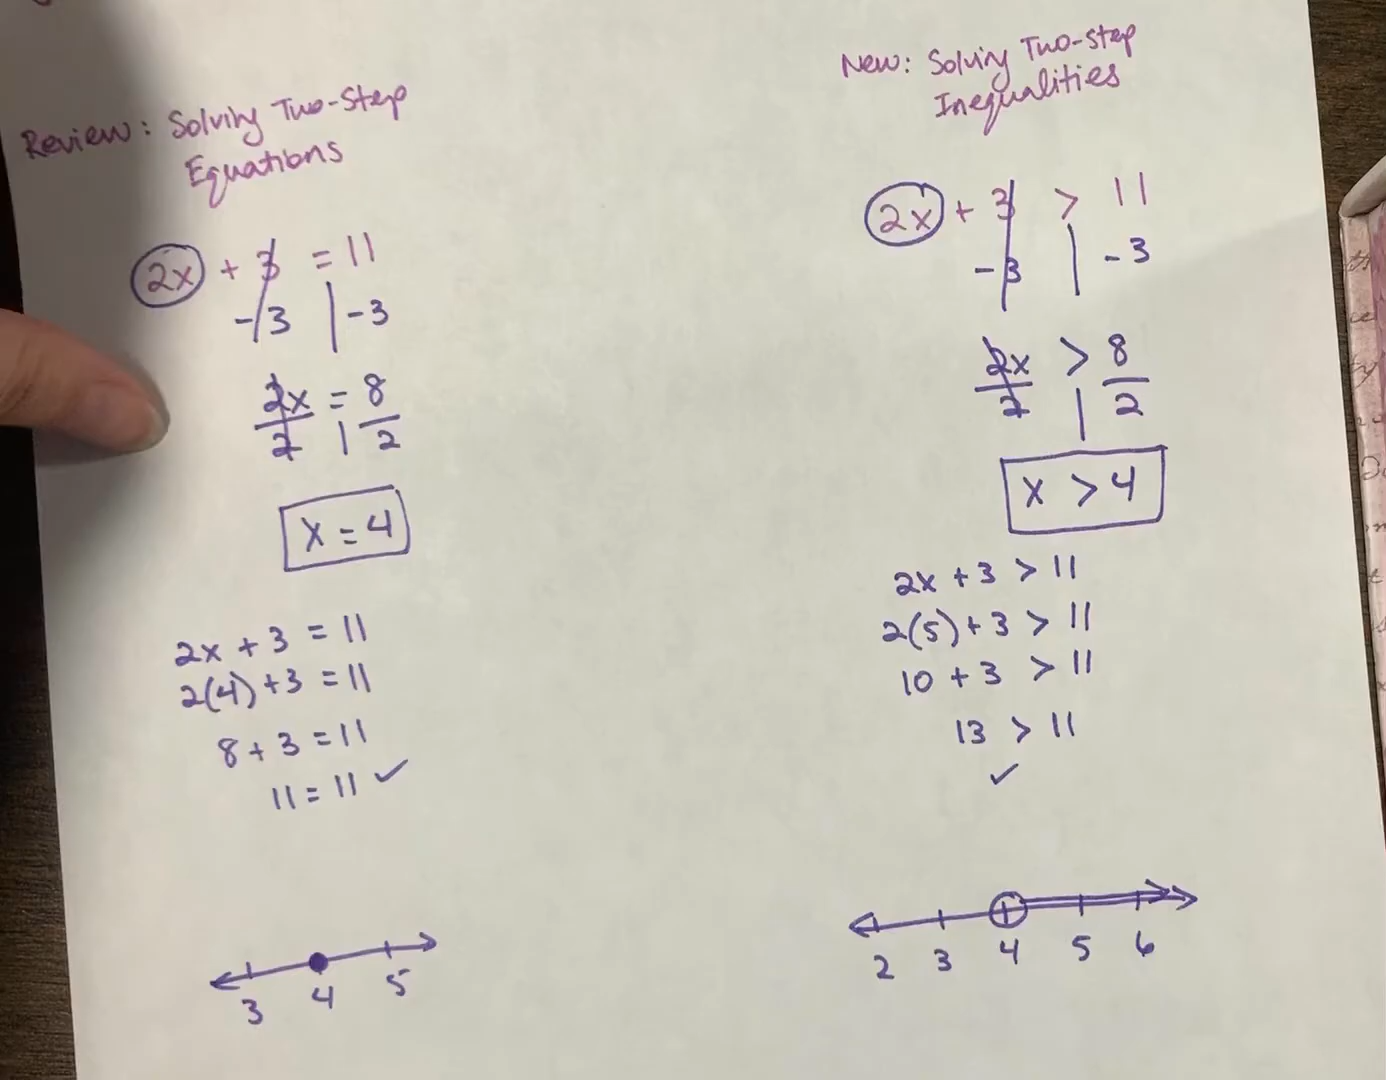 Review: Solving Two-Step
Equations
2x + 3 = 11
-3 | -3
2x = 8
2 | 2
x = 4
2x + 3 = 11
2(4) + 3 = 11
8 + 3 = 11
11 = 11 ✓
3 4 5
New: Solving Two-step
Inequalities
2x + 3 > 11
-3 | -3
2x > 8
2 | 2
x > 4
2x + 3 > 11
2(5) + 3 > 11
10 + 3 > 11
13 > 11
✓
2 3 4 5 6